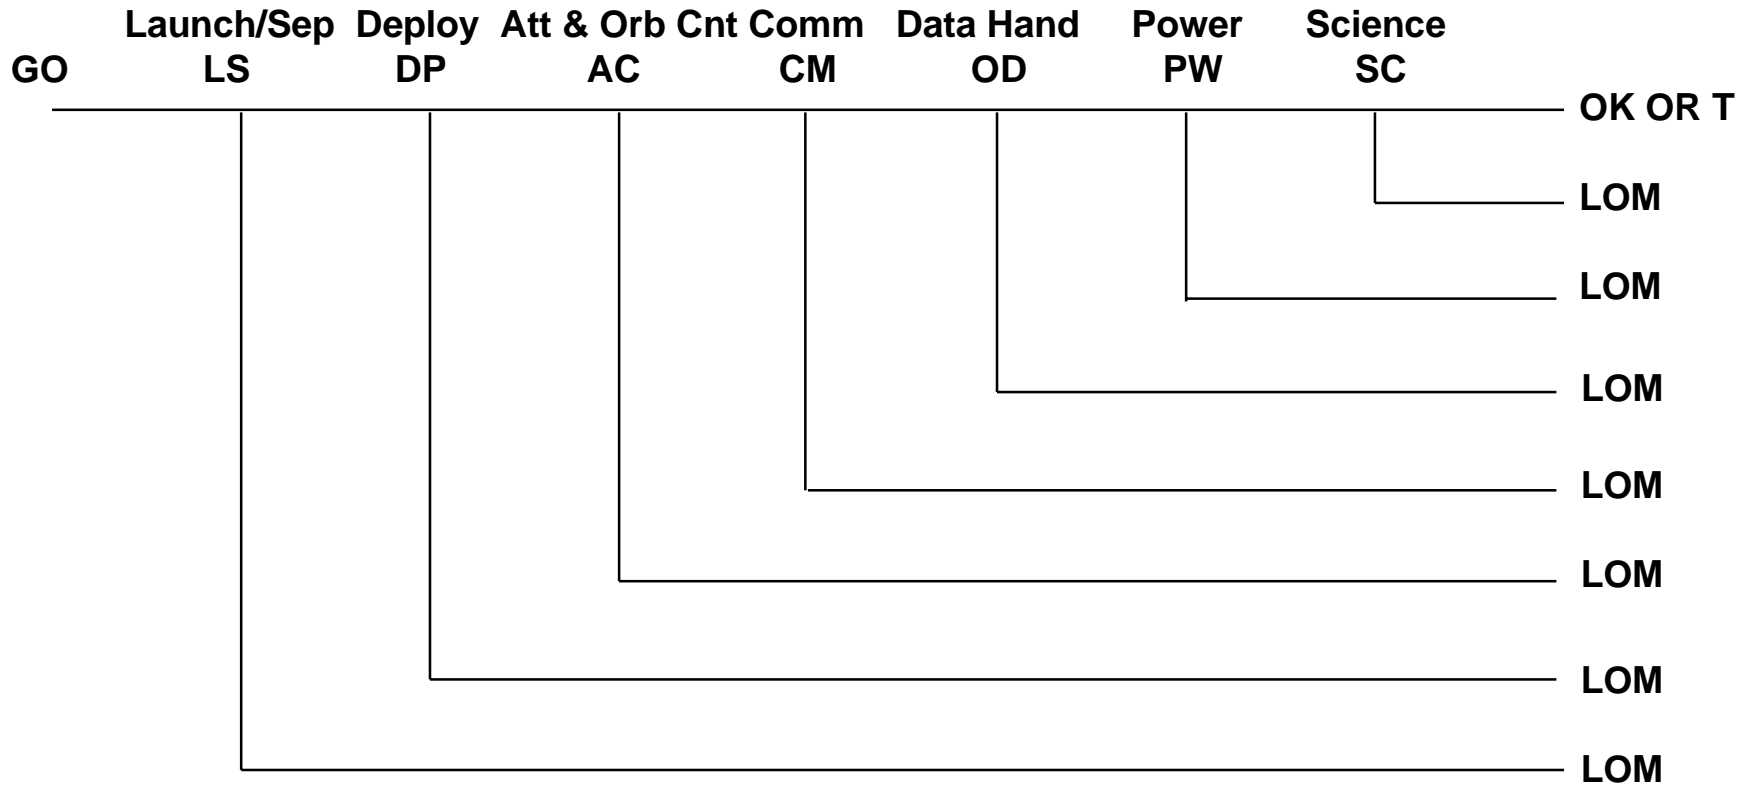 Launch/Sep Deploy Att & Orb Cnt Comm Data Hand Power Science
GO LS DP AC CM OD PW SC
OK OR T
LOM
LOM
LOM
LOM
LOM
LOM
LOM